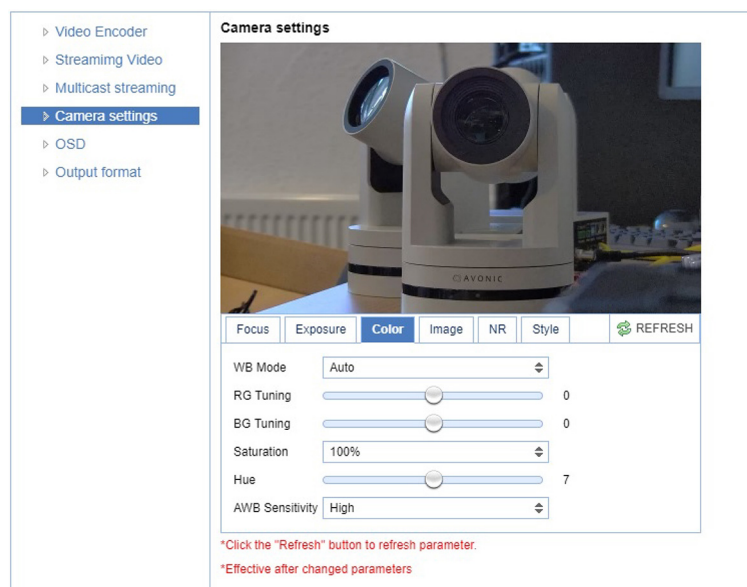 Video Encoder
Streamimg Video
Multicast streaming
Camera settings
OSD
Output format
Camera settings
AVONIC
Focus Exposure Color Image NR Style REFRESH
WB Mode Auto
RG Tuning 0
BG Tuning 0
Saturation 100%
Hue 7
AWB Sensitivity High
*Click the "Refresh" button to refresh parameter.
*Effective after changed parameters